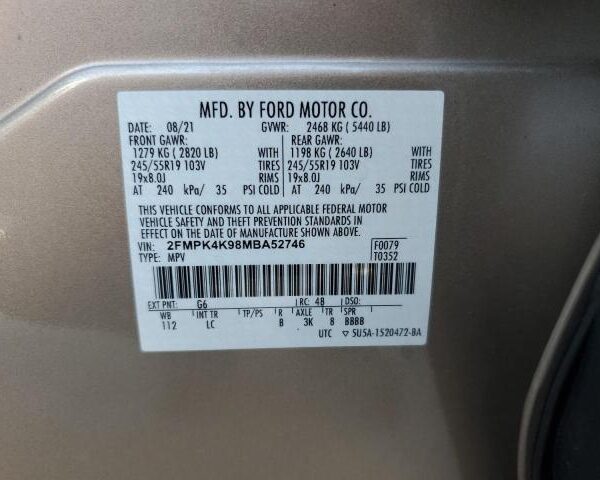 MFD. BY FORD MOTOR CO.
DATE: 08/21 GVWR: 2468 KG ( 5440 LB)
FRONT GAWR: REAR GAWR:
1279 KG ( 2820 LB) WITH 1198 KG ( 2640 LB) WITH
245/55R19 103V TIRES 245/55R19 103V TIRES
19x8.0J RIMS 19x8.0J RIMS
AT 240 kPa/ 35 PSI COLD AT 240 kPa/ 35 PSI COLD
THIS VEHICLE CONFORMS TO ALL APPLICABLE FEDERAL MOTOR
VEHICLE SAFETY AND THEFT PREVENTION STANDARDS IN
EFFECT ON THE DATE OF MANUFACTURE SHOWN ABOVE.
VIN: 2FMPK4K98MBA52746 F0079
TYPE: MPV T0352
EXT PNT: G6 RC: 48 DSO:
WB INT TR TP/PS R AXLE TR SPR
112 LC B 3K 8 BBBB
UTC ▽ 5U5A-1520472-BA